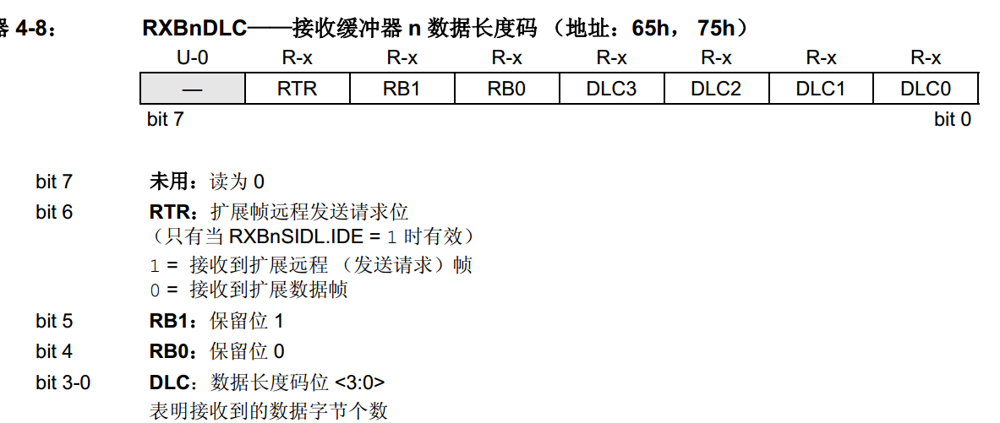 器 4-8： RXBnDLC——接收缓冲器 n 数据长度码 （地址：65h， 75h）
U-0 R-x R-x R-x R-x R-x R-x R-x
— RTR RB1 RB0 DLC3 DLC2 DLC1 DLC0
bit 7 bit 0
bit 7 未用：读为 0
bit 6 RTR：扩展帧远程发送请求位
（只有当 RXBnSIDL.IDE = 1 时有效）
1 = 接收到扩展远程 （发送请求）帧
0 = 接收到扩展数据帧
bit 5 RB1：保留位 1
bit 4 RB0：保留位 0
bit 3-0 DLC：数据长度码位 <3:0>
表明接收到的数据字节个数